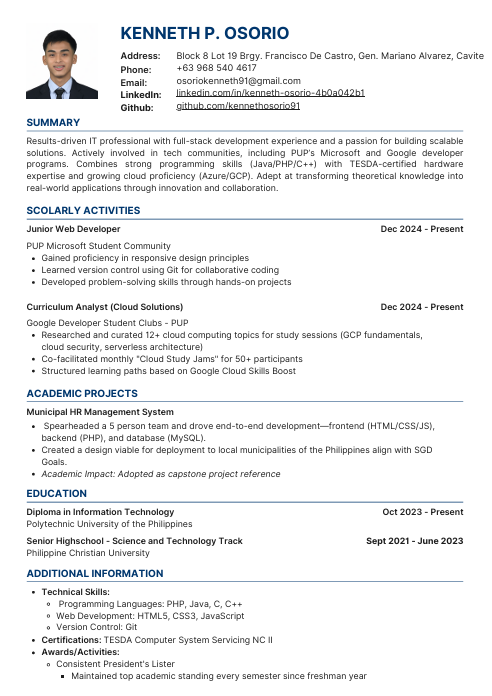 KENNETH P. OSORIO
Address: Block 8 Lot 19 Brgy. Francisco De Castro, Gen. Mariano Alvarez, Cavite
Phone: +63 968 540 4617
Email: osoriokenneth91@gmail.com
LinkedIn: linkedin.com/in/kenneth-osorio-4b0a042b1
Github: github.com/kennethosorio91
SUMMARY
Results-driven IT professional with full-stack development experience and a passion for building scalable
solutions. Actively involved in tech communities, including PUP's Microsoft and Google developer
programs. Combines strong programming skills (Java/PHP/C++) with TESDA-certified hardware
expertise and growing cloud proficiency (Azure/GCP). Adept at transforming theoretical knowledge into
real-world applications through innovation and collaboration.
SCOLARLY ACTIVITIES
Junior Web Developer Dec 2024 - Present
PUP Microsoft Student Community
• Gained proficiency in responsive design principles
• Learned version control using Git for collaborative coding
• Developed problem-solving skills through hands-on projects
Curriculum Analyst (Cloud Solutions) Dec 2024 - Present
Google Developer Student Clubs - PUP
• Researched and curated 12+ cloud computing topics for study sessions (GCP fundamentals,
cloud security, serverless architecture)
• Co-facilitated monthly "Cloud Study Jams" for 50+ participants
• Structured learning paths based on Google Cloud Skills Boost
ACADEMIC PROJECTS
Municipal HR Management System
• Spearheaded a 5 person team and drove end-to-end development—frontend (HTML/CSS/JS),
backend (PHP), and database (MySQL).
• Created a design viable for deployment to local municipalities of the Philippines align with SGD
Goals.
• Academic Impact: Adopted as capstone project reference
EDUCATION
Diploma in Information Technology Oct 2023 - Present
Polytechnic University of the Philippines
Senior Highschool - Science and Technology Track Sept 2021 - June 2023
Philippine Christian University
ADDITIONAL INFORMATION
• Technical Skills:
◦ Programming Languages: PHP, Java, C, C++
◦ Web Development: HTML5, CSS3, JavaScript
◦ Version Control: Git
• Certifications: TESDA Computer System Servicing NC II
• Awards/Activities:
◦ Consistent President's Lister
▪ Maintained top academic standing every semester since freshman year